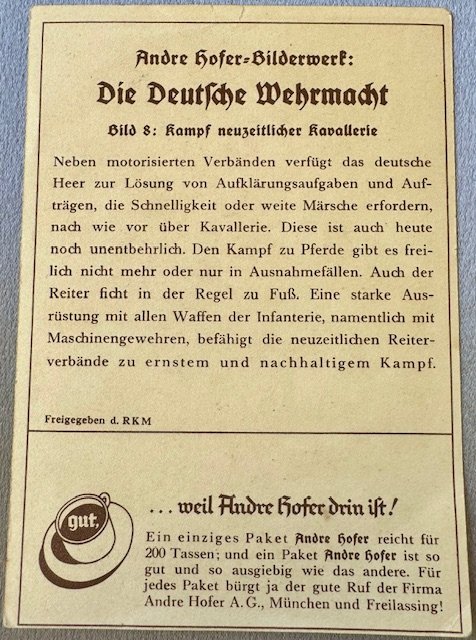 Andre Hofer-Bilderwerk:
Die Deutsche Wehrmacht
Bild 8: Kampf neuzeitlicher Kavallerie
Neben motorisierten Verbänden verfügt das deutsche
Heer zur Lösung von Aufklärungsaufgaben und Auf-
trägen, die Schnelligkeit oder weite Märsche erfordern,
nach wie vor über Kavallerie. Diese ist auch heute
noch unentbehrlich. Den Kampf zu Pferde gibt es frei-
lich nicht mehr oder nur in Ausnahmefällen. Auch der
Reiter ficht in der Regel zu Fuß. Eine starke Aus-
rüstung mit allen Waffen der Infanterie, namentlich mit
Maschinengewehren, befähigt die neuzeitlichen Reiter-
verbände zu ernstem und nachhaltigem Kampf.
Freigegeben d. RKM
gut,
... weil Andre Hofer drin ist!
Ein einziges Paket Andre Hofer reicht für
200 Tassen; und ein Paket Andre Hofer ist so
gut und so ausgiebig wie das andere. Für
jedes Paket bürgt ja der gute Ruf der Firma
Andre Hofer A.G., München und Freilassing!